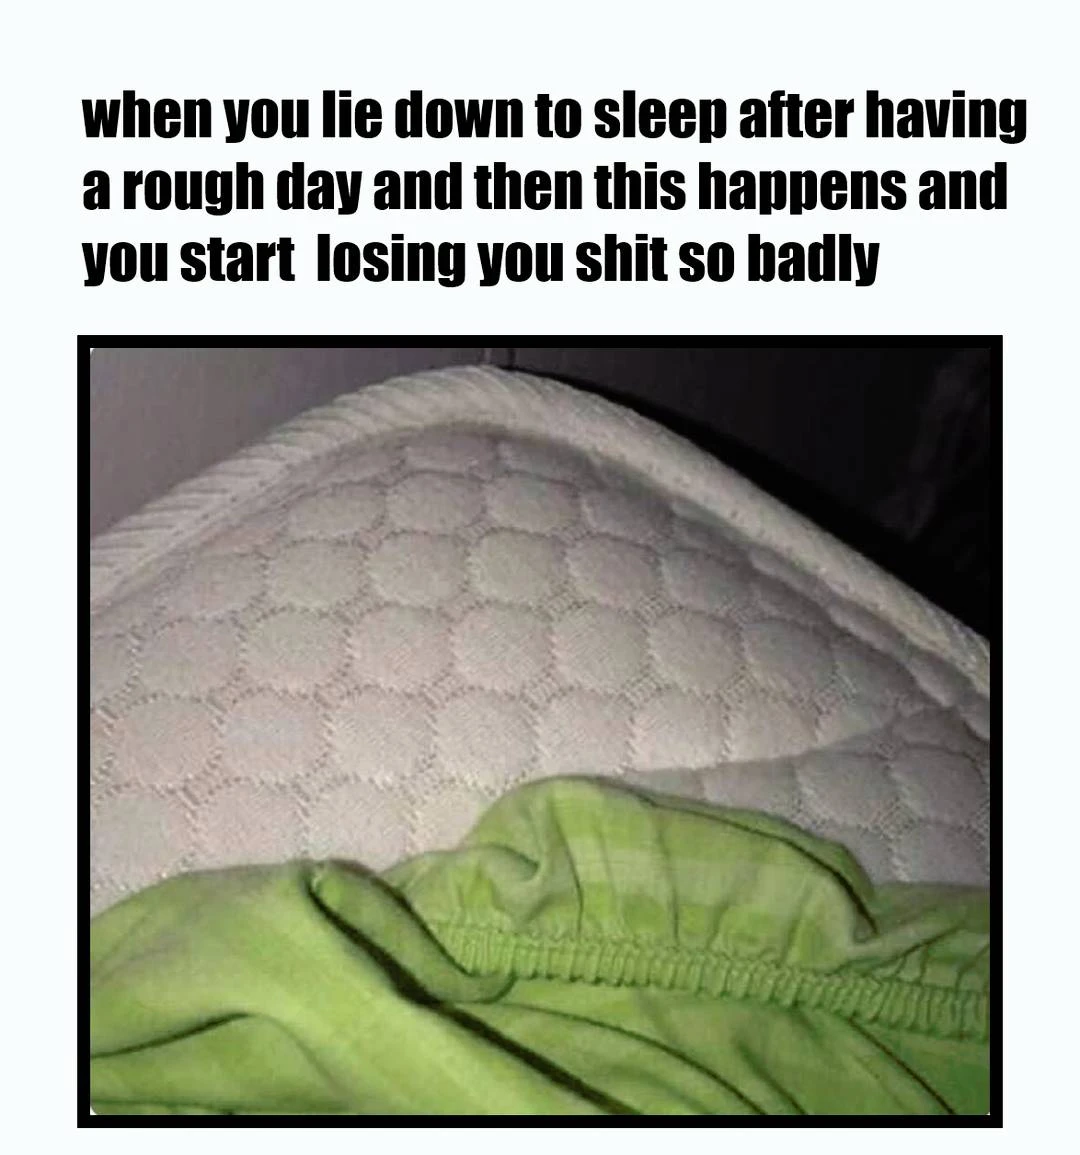 when you lie down to sleep after having
a rough day and then this happens and
you start  losing you shit so badly